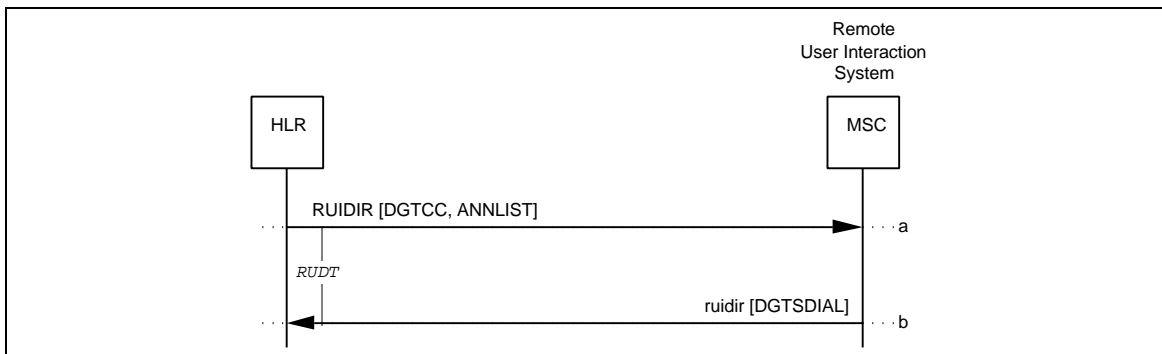 Remote
User Interaction
System
HLR
MSC
RUIDIR [DGTCC, ANNLIST]
a
RUDT
ruidir [DGTSDIAL]
b